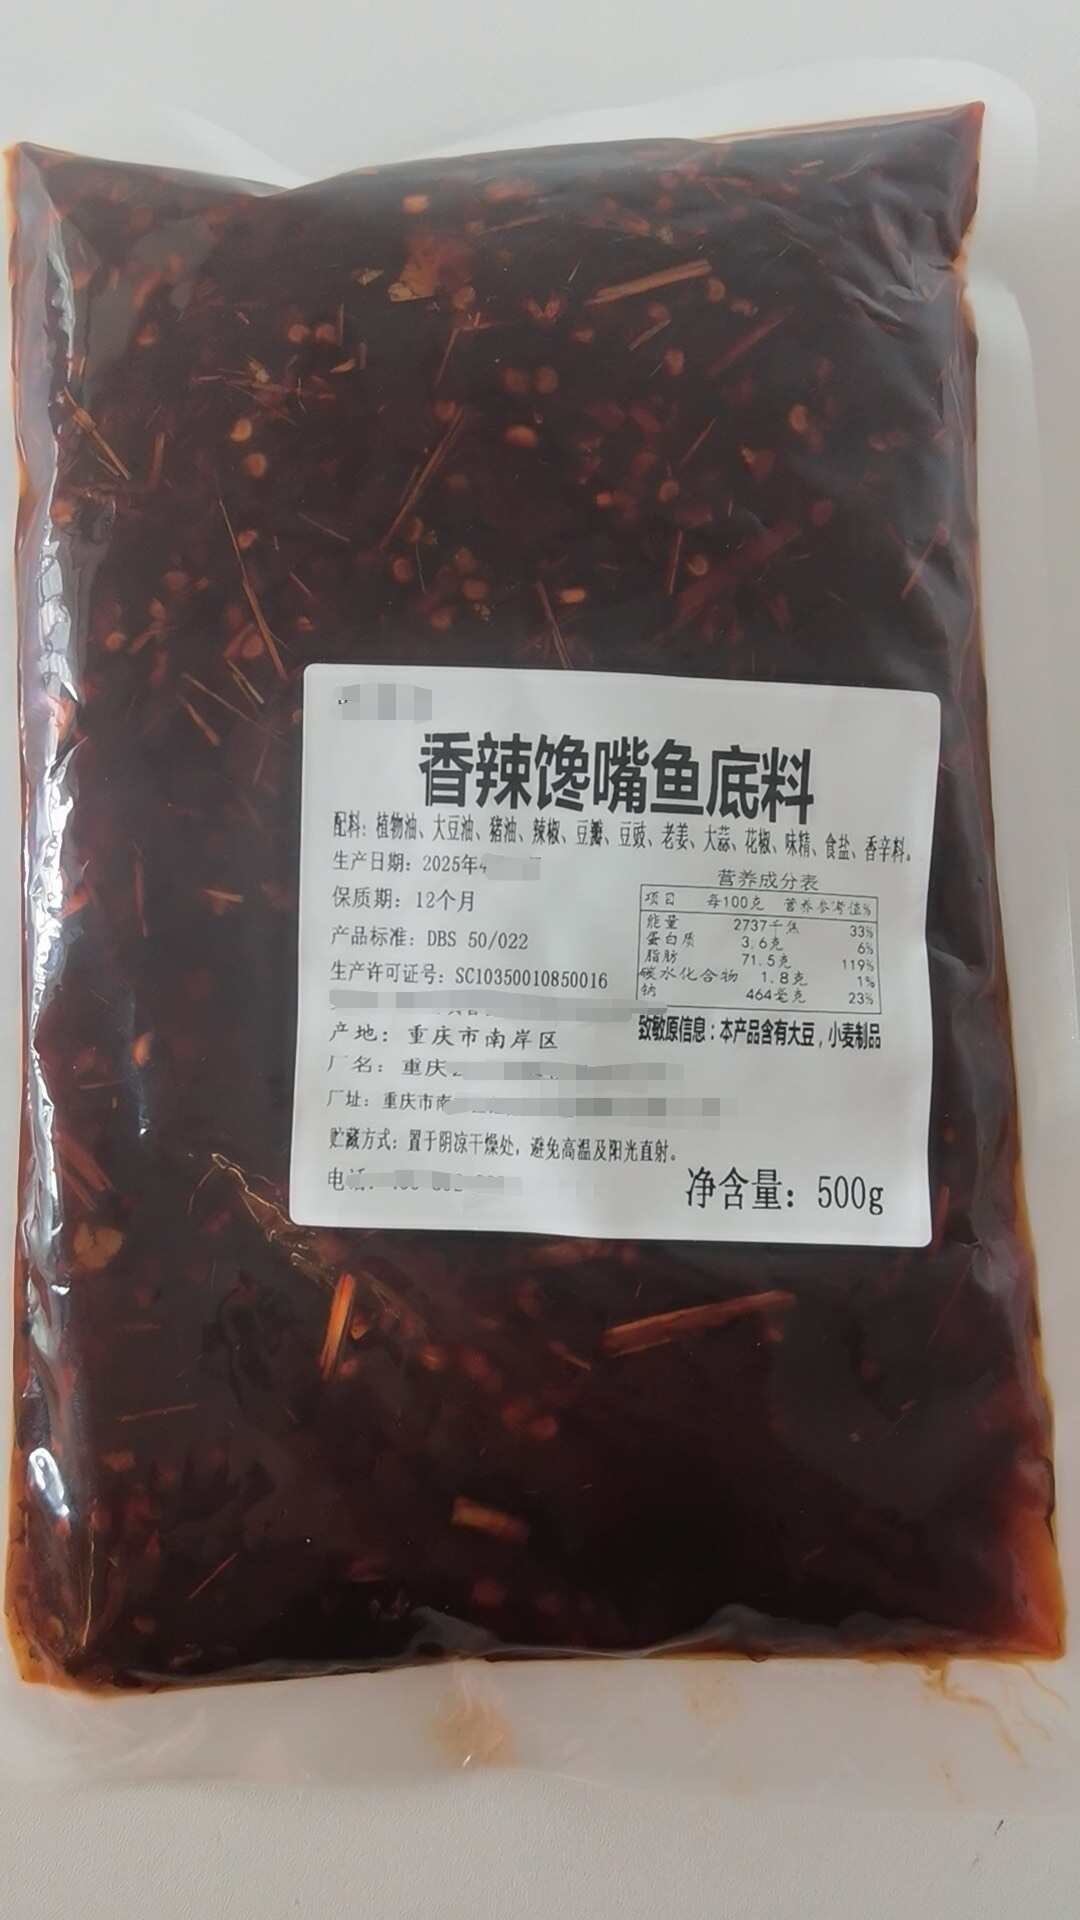 香辣馋嘴鱼底料
配料：植物油、大豆油、猪油、辣椒、豆瓣、豆豉、老姜、大蒜、花椒、味精、食盐、香辛料。
生产日期：2025年4
保质期：12个月
产品标准：DBS 50/022
生产许可证号：SC10350010850016
产地：重庆市南岸区
厂名：重庆
厂址：重庆市南
贮藏方式：置于阴凉干燥处，避免高温及阳光直射。
电话：
营养成分表
项目 每100克 营养参考值%
能量 2737千焦 33%
蛋白质 3.6克 6%
脂肪 71.5克 119%
碳水化合物 1.8克 1%
钠 464毫克 23%
致敏原信息：本产品含有大豆，小麦制品
净含量：500g